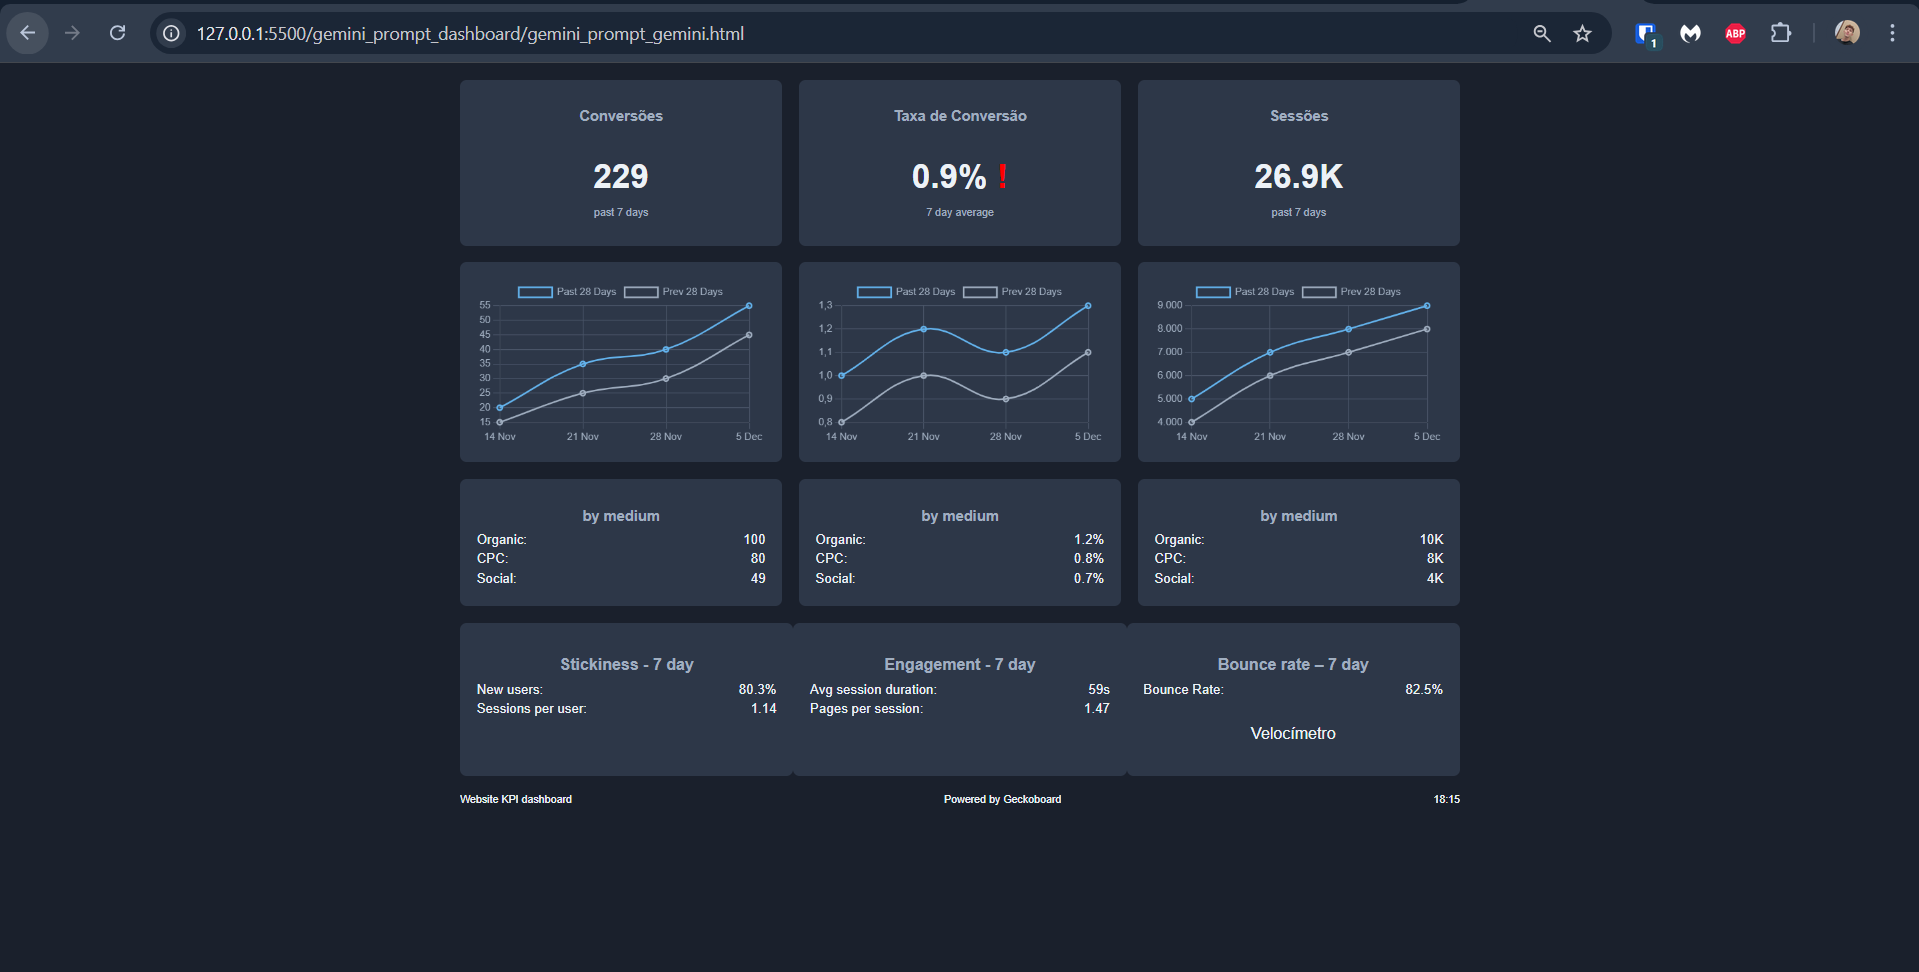 127.0.0.1:5500/gemini_prompt_dashboard/gemini_prompt_gemini.html
1
ABP
Conversões
229
past 7 days
Taxa de Conversão
0.9% !
7 day average
Sessões
26.9K
past 7 days
Past 28 Days Prev 28 Days
55
50
45
40
35
30
25
20
15
14 Nov 21 Nov 28 Nov 5 Dec
Past 28 Days Prev 28 Days
1,3
1,2
1,1
1,0
0,9
0,8
14 Nov 21 Nov 28 Nov 5 Dec
Past 28 Days Prev 28 Days
9.000
8.000
7.000
6.000
5.000
4.000
14 Nov 21 Nov 28 Nov 5 Dec
by medium
Organic: 100
CPC: 80
Social: 49
by medium
Organic: 1.2%
CPC: 0.8%
Social: 0.7%
by medium
Organic: 10K
CPC: 8K
Social: 4K
Stickiness - 7 day
New users: 80.3%
Sessions per user: 1.14
Engagement - 7 day
Avg session duration: 59s
Pages per session: 1.47
Bounce rate – 7 day
Bounce Rate: 82.5%
Velocímetro
Website KPI dashboard Powered by Geckoboard 18:15